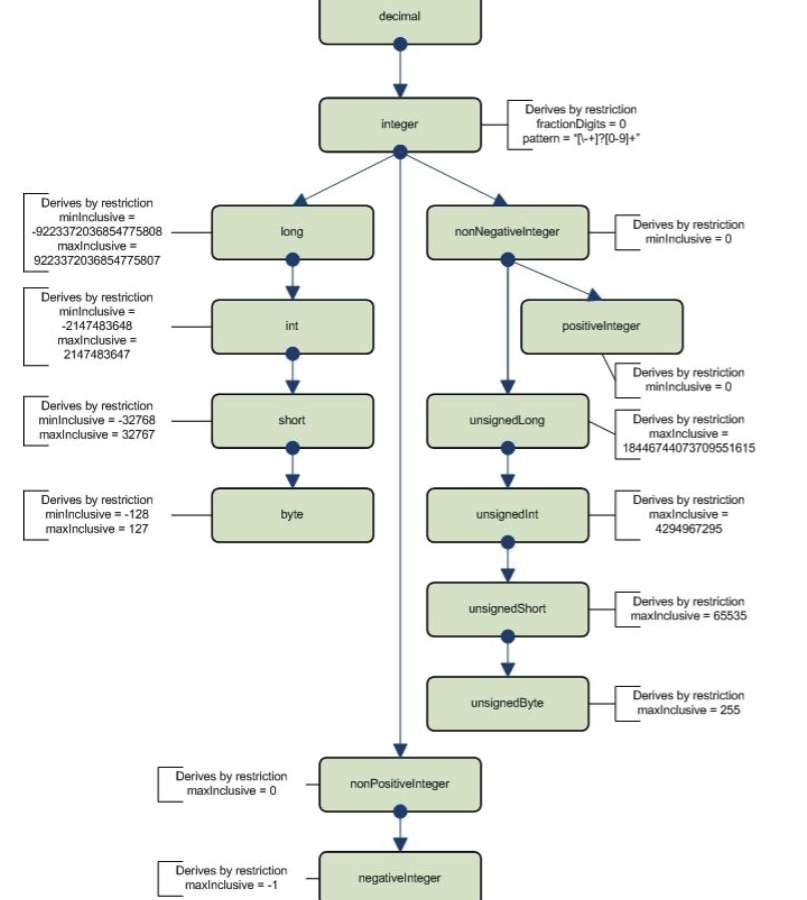 decimal
integer
Derives by restriction
fractionDigits = 0
pattern = "[\-+]?[0-9]+"
Derives by restriction
minInclusive =
-9223372036854775808
maxInclusive =
9223372036854775807
long
nonNegativeInteger
Derives by restriction
minInclusive = 0
Derives by restriction
minInclusive =
-2147483648
maxInclusive =
2147483647
int
positiveInteger
Derives by restriction
minInclusive = 0
Derives by restriction
minInclusive = -32768
maxInclusive = 32767
short
unsignedLong
Derives by restriction
maxInclusive =
18446744073709551615
Derives by restriction
minInclusive = -128
maxInclusive = 127
byte
unsignedInt
Derives by restriction
maxInclusive =
4294967295
unsignedShort
Derives by restriction
maxInclusive = 65535
unsignedByte
Derives by restriction
maxInclusive = 255
Derives by restriction
maxInclusive = 0
nonPositiveInteger
Derives by restriction
maxInclusive = -1
negativeInteger